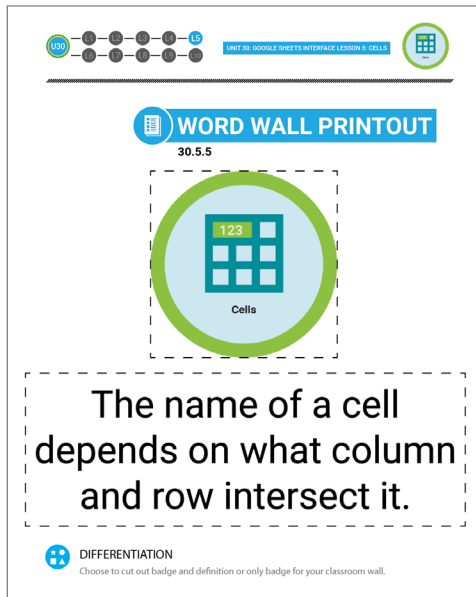 U30
L1 L2 L3 L4 L5
L6 L7 L8 L9 L10
UNIT 30: GOOGLE SHEETS INTERFACE LESSON 5: CELLS
Cells
WORD WALL PRINTOUT
30.5.5
123
Cells
The name of a cell
depends on what column
and row intersect it.
DIFFERENTIATION
Choose to cut out badge and definition or only badge for your classroom wall.